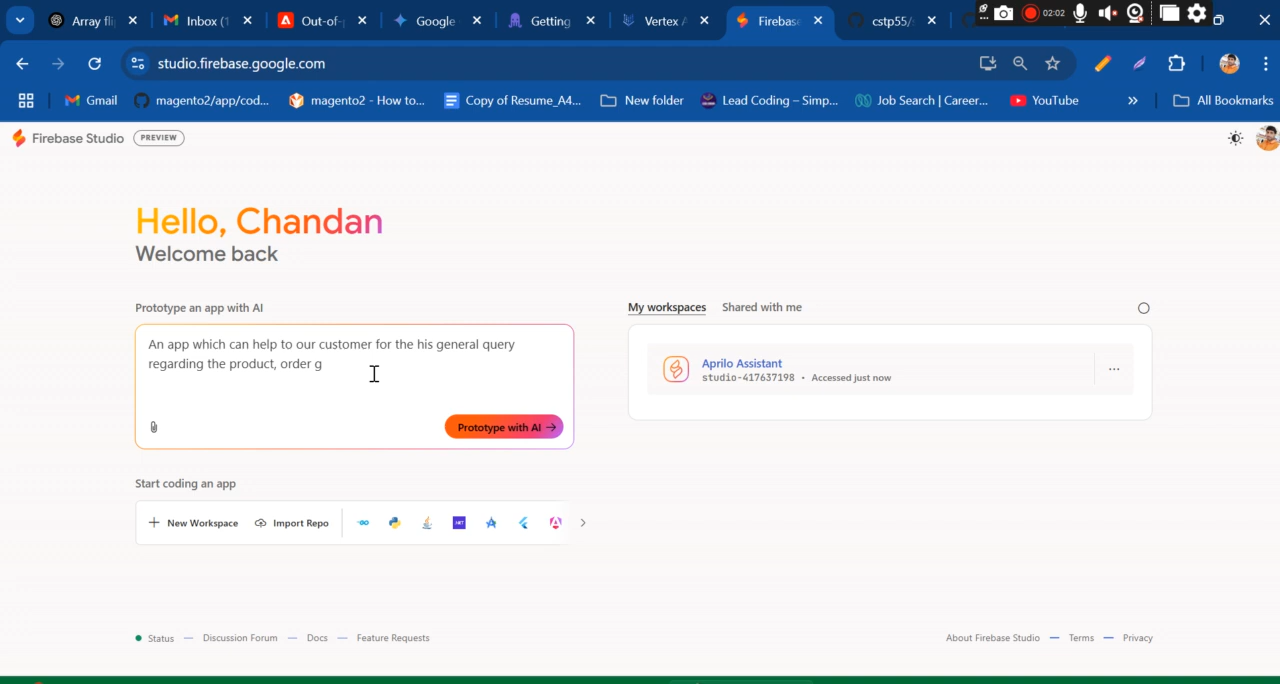 Array fli
Inbox (1
Out-of-
Google
Getting
Vertex A
Firebase
cstp55/
02:02
studio.firebase.google.com
Gmail
magento2/app/cod...
magento2 - How to...
Copy of Resume_A4...
New folder
Lead Coding – Simp...
Job Search | Career...
YouTube
All Bookmarks
Firebase Studio PREVIEW
Hello, Chandan
Welcome back
Prototype an app with AI
An app which can help to our customer for the his general query
regarding the product, order g
Prototype with AI
My workspaces Shared with me
Aprilo Assistant
studio-417637198 • Accessed just now
Start coding an app
New Workspace
Import Repo
.NET
Status — Discussion Forum — Docs — Feature Requests
About Firebase Studio — Terms — Privacy